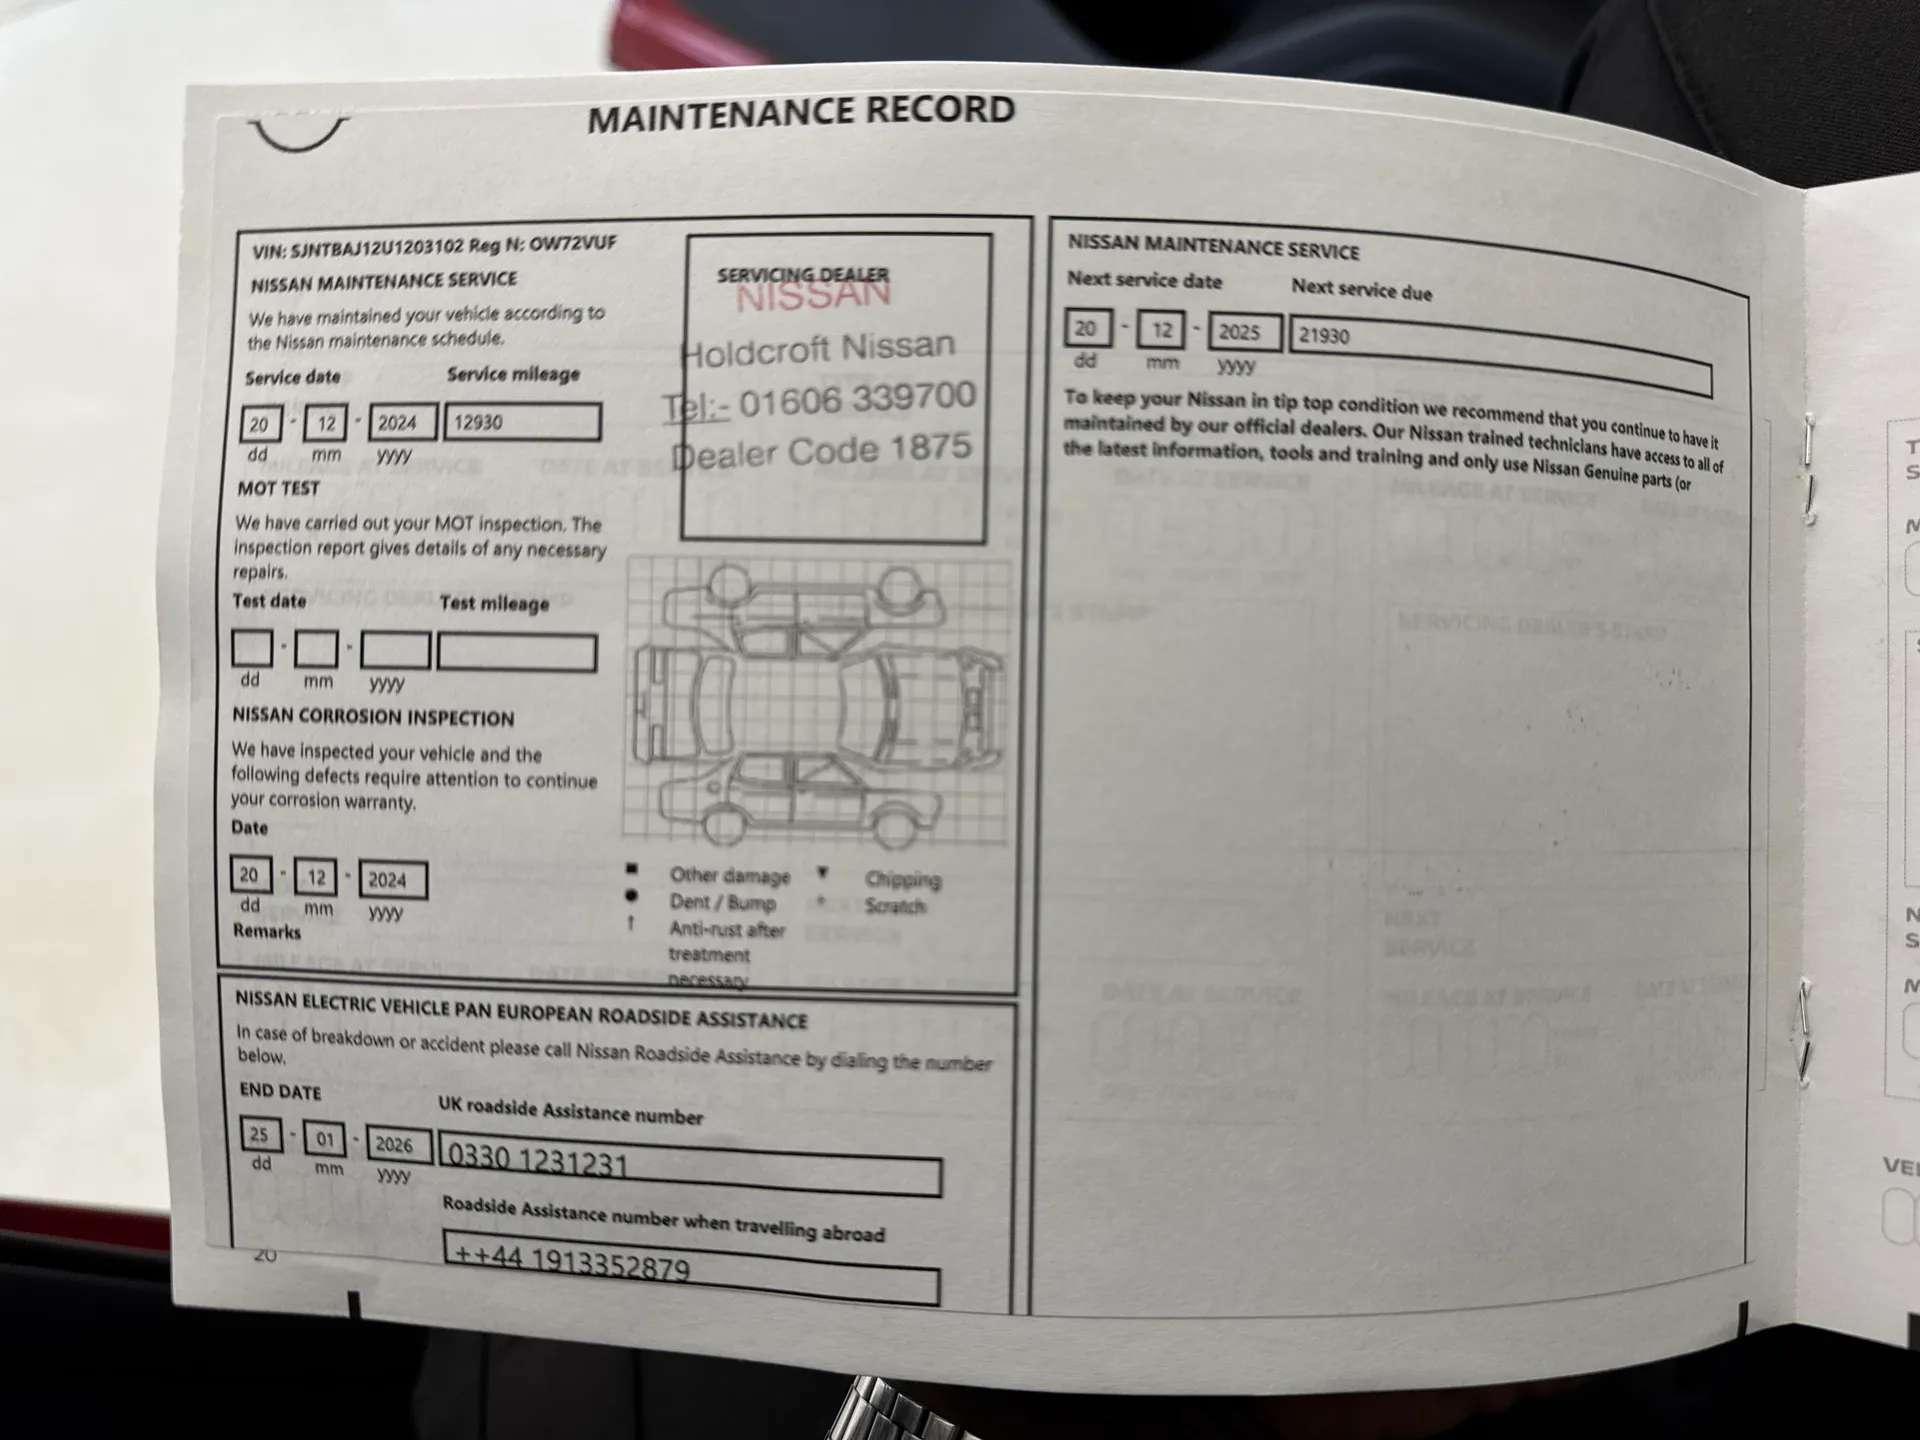 MAINTENANCE RECORD
VIN: SJNTBAJ12U1203102 Reg N: OW72VUF
NISSAN MAINTENANCE SERVICE
We have maintained your vehicle according to
the Nissan maintenance schedule.
Service date Service mileage
20 - 12 - 2024 12930
dd mm yyyy
MOT TEST
We have carried out your MOT inspection. The
inspection report gives details of any necessary
repairs.
Test date Test mileage
- -
dd mm yyyy
NISSAN CORROSION INSPECTION
We have inspected your vehicle and the
following defects require attention to continue
your corrosion warranty.
Date
20 - 12 - 2024
dd mm yyyy
Remarks
SERVICING DEALER
NISSAN
Holdcroft Nissan
Tel:- 01606 339700
Dealer Code 1875
Other damage
Dent / Bump
Anti-rust after
treatment
necessary
Chipping
Scratch
NISSAN ELECTRIC VEHICLE PAN EUROPEAN ROADSIDE ASSISTANCE
In case of breakdown or accident please call Nissan Roadside Assistance by dialing the number
below.
END DATE
25 - 01 - 2026
dd mm yyyy
UK roadside Assistance number
0330 1231231
Roadside Assistance number when travelling abroad
++44 1913352879
20
NISSAN MAINTENANCE SERVICE
Next service date Next service due
20 - 12 - 2025 21930
dd mm yyyy
To keep your Nissan in tip top condition we recommend that you continue to have it
maintained by our official dealers. Our Nissan trained technicians have access to all of
the latest information, tools and training and only use Nissan Genuine parts (or